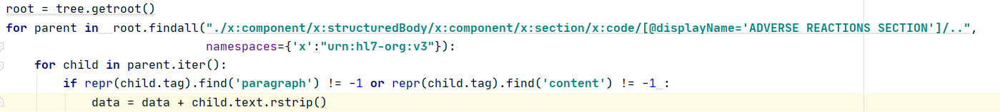 root = tree.getroot()
for parent in  root.findall("./x:component/x:structuredBody/x:component/x:section/x:code/[@displayName='ADVERSE REACTIONS SECTION']/..",
                            namespaces={'x':"urn:hl7-org:v3"}):
    for child in parent.iter():
        if repr(child.tag).find('paragraph') != -1 or repr(child.tag).find('content') != -1 :
            data = data + child.text.rstrip()